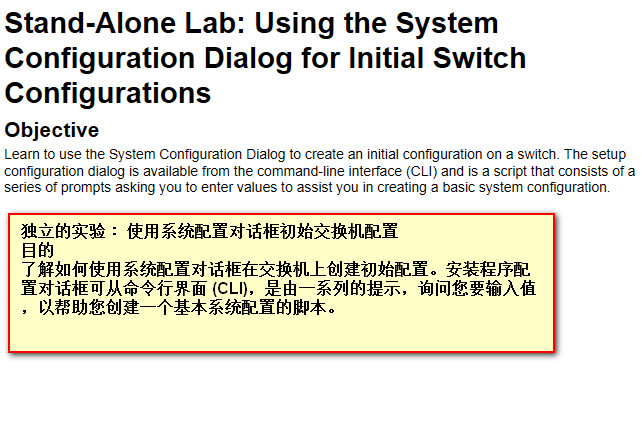 Stand-Alone Lab: Using the System
Configuration Dialog for Initial Switch
Configurations
Objective
Learn to use the System Configuration Dialog to create an initial configuration on a switch. The setup
configuration dialog is available from the command-line interface (CLI) and is a script that consists of a
series of prompts asking you to enter values to assist you in creating a basic system configuration.
独立的实验： 使用系统配置对话框初始交换机配置
目的
了解如何使用系统配置对话框在交换机上创建初始配置。安装程序配
置对话框可从命令行界面 (CLI)，是由一系列的提示，询问您要输入值
，以帮助您创建一个基本系统配置的脚本。